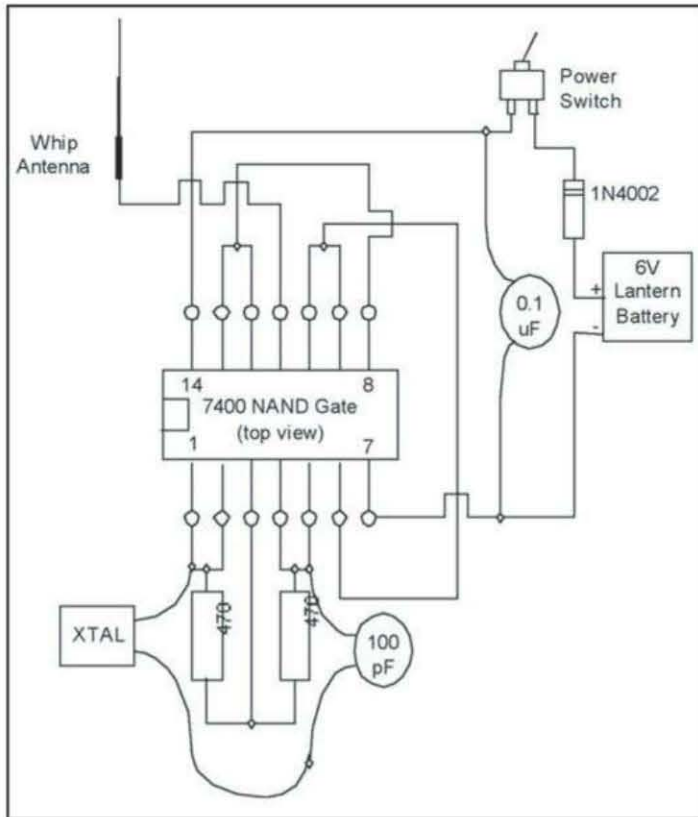 Power
Switch
Whip
Antenna
1N4002
6V
Lantern
Battery
+
-
0.1
uF
14
8
7400 NAND Gate
(top view)
1
7
470
470
XTAL
100
pF